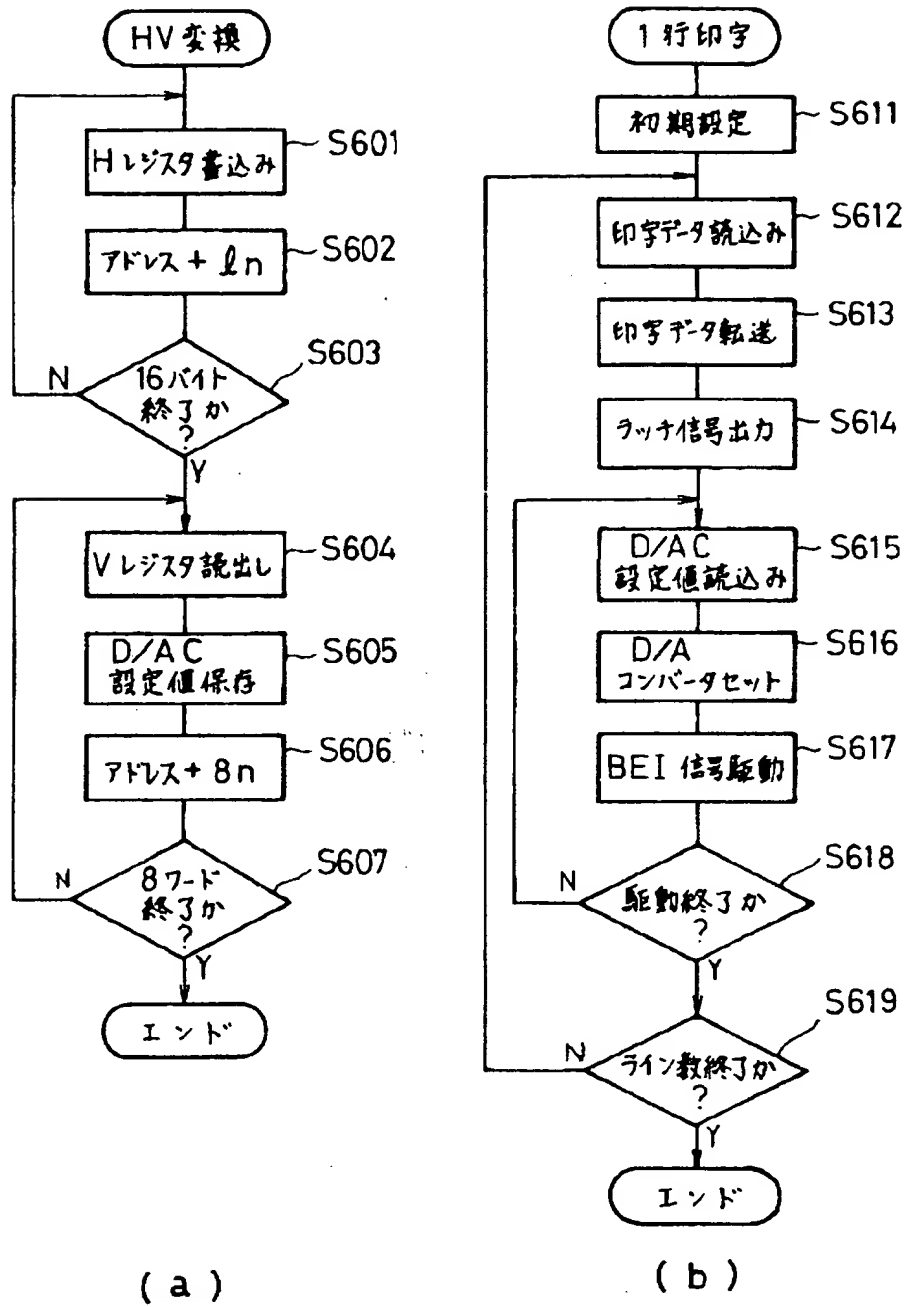 HV変換
Hレジスタ書込み
S601
アドレス + ln
S602
16バイト
終了か
?
S603
N
Y
Vレジスタ読出し
S604
D/AC
設定値保存
S605
アドレス + 8n
S606
8ワード
終了か
?
S607
N
Y
エンド
(a)
1行印字
初期設定
S611
印字データ読込み
S612
印字データ転送
S613
ラッチ信号出力
S614
D/AC
設定値読込み
S615
D/A
コンバータセット
S616
BEI 信号駆動
S617
駆動終了か
?
S618
N
Y
ライン数終了か
?
S619
N
Y
エンド
(b)